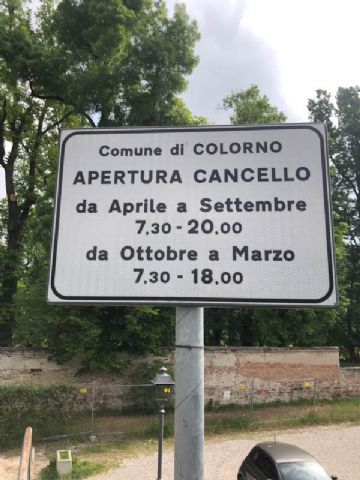 Comune di COLORNO
APERTURA CANCELLO
da Aprile a Settembre
7,30 - 20,00
da Ottobre a Marzo
7,30 - 18,00